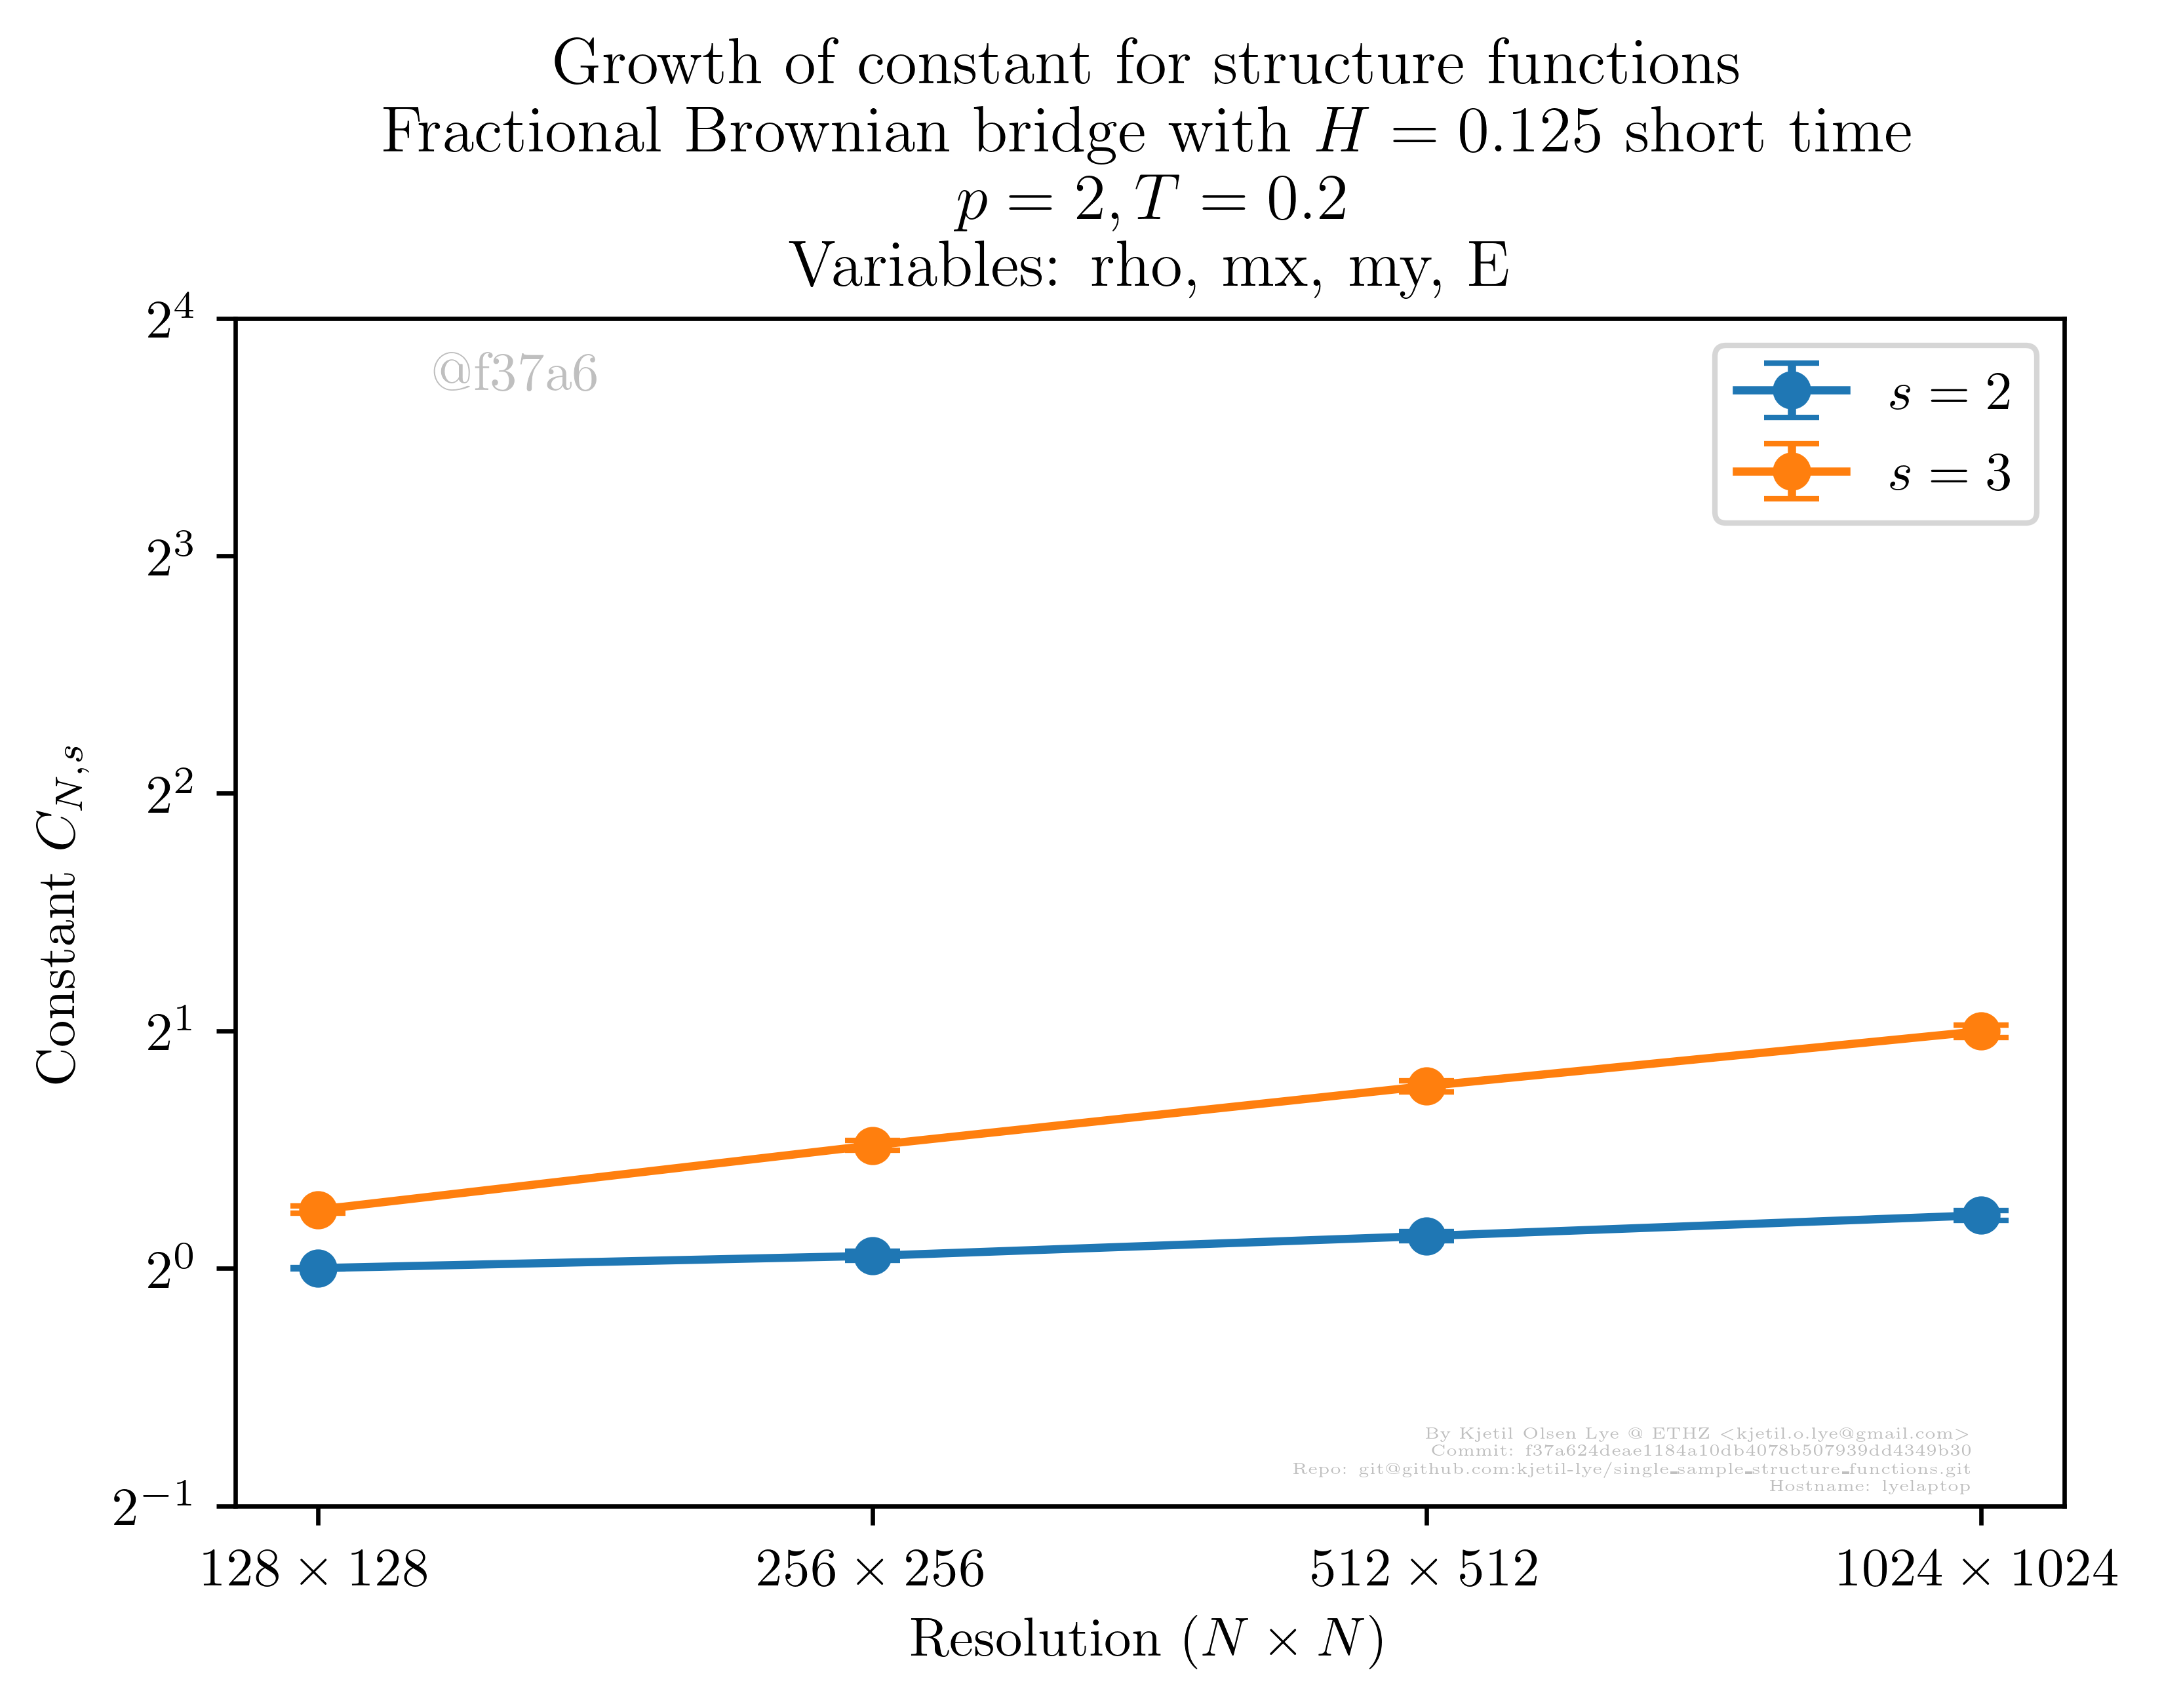 Growth of constant for structure functions
Fractional Brownian bridge with H = 0.125 short time
p = 2, T = 0.2
Variables: rho, mx, my, E
2^4
@f37a6
s = 2
s = 3
2^3
2^2
2^1
2^0
2^{-1}
Constant C_{N,s}
By Kjetil Olsen Lye @ ETHZ <kjetil.o.lye@gmail.com>
Commit: f37a624deae1184a10db4078b507939dd4349b30
Repo: git@github.com:kjetil-lye/single_sample_structure_functions.git
Hostname: lyelaptop
128 × 128 256 × 256 512 × 512 1024 × 1024
Resolution (N × N)